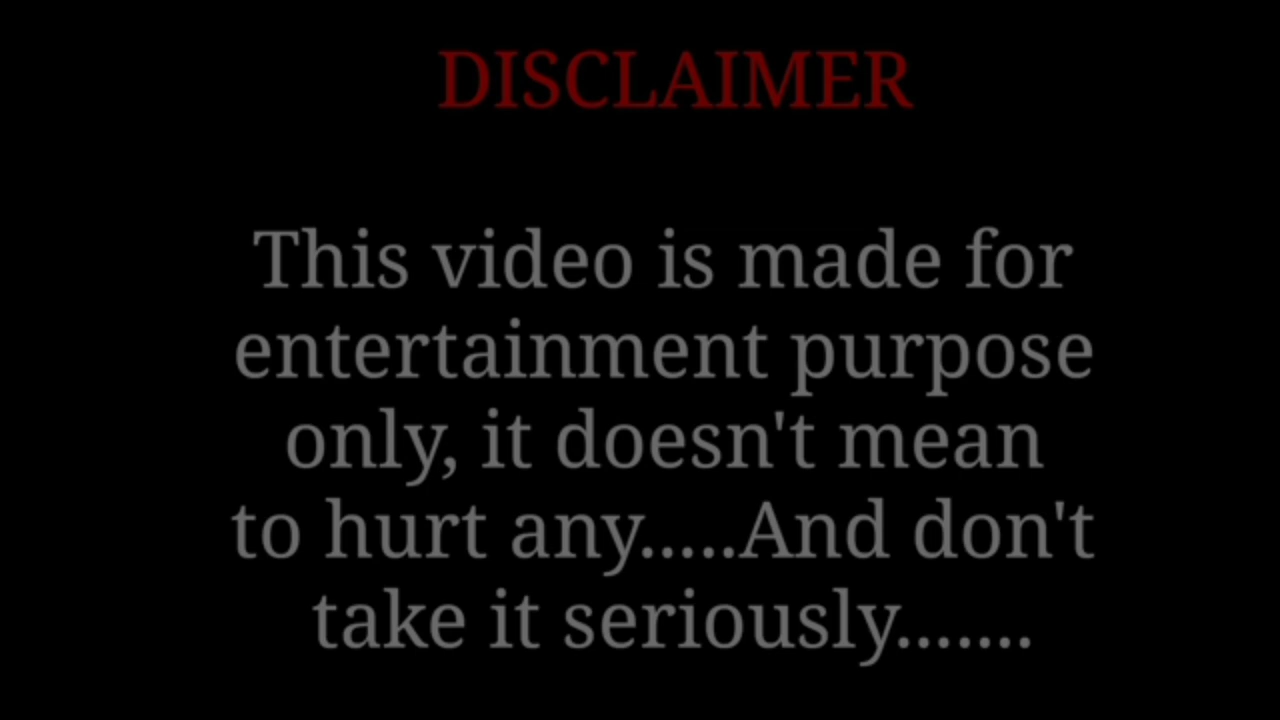 DISCLAIMER
This video is made for
entertainment purpose
only, it doesn't mean
to hurt any.....And don't
take it seriously.......